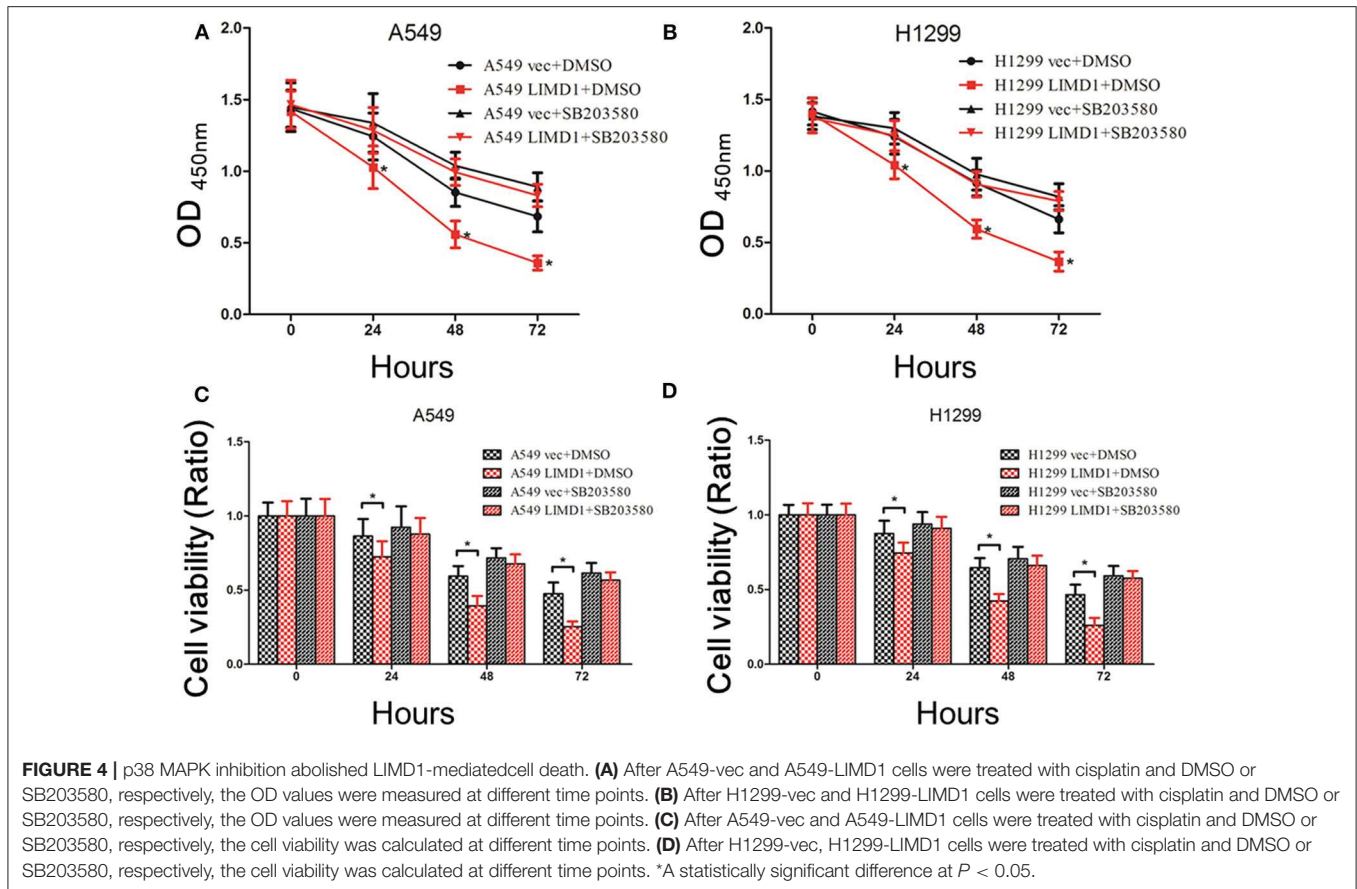 A
A549
2.0
1.5
1.0
0.5
0.0
OD 450nm
A549 vec+DMSO
A549 LIMD1+DMSO
A549 vec+SB203580
A549 LIMD1+SB203580
*
*
*
0 24 48 72
Hours
B
H1299
2.0
1.5
1.0
0.5
0.0
OD 450nm
H1299 vec+DMSO
H1299 LIMD1+DMSO
H1299 vec+SB203580
H1299 LIMD1+SB203580
*
*
*
0 24 48 72
Hours
C
A549
1.5
1.0
0.5
0.0
Cell viability (Ratio)
A549 vec+DMSO
A549 LIMD1+DMSO
A549 vec+SB203580
A549 LIMD1+SB203580
*
*
*
0 24 48 72
Hours
D
H1299
1.5
1.0
0.5
0.0
Cell viability (Ratio)
H1299 vec+DMSO
H1299 LIMD1+DMSO
H1299 vec+SB203580
H1299 LIMD1+SB203580
*
*
*
0 24 48 72
Hours
FIGURE 4 | p38 MAPK inhibition abolished LIMD1-mediatedcell death. (A) After A549-vec and A549-LIMD1 cells were treated with cisplatin and DMSO or
SB203580, respectively, the OD values were measured at different time points. (B) After H1299-vec and H1299-LIMD1 cells were treated with cisplatin and DMSO or
SB203580, respectively, the OD values were measured at different time points. (C) After A549-vec and A549-LIMD1 cells were treated with cisplatin and DMSO or
SB203580, respectively, the cell viability was calculated at different time points. (D) After H1299-vec, H1299-LIMD1 cells were treated with cisplatin and DMSO or
SB203580, respectively, the cell viability was calculated at different time points. *A statistically significant difference at P < 0.05.